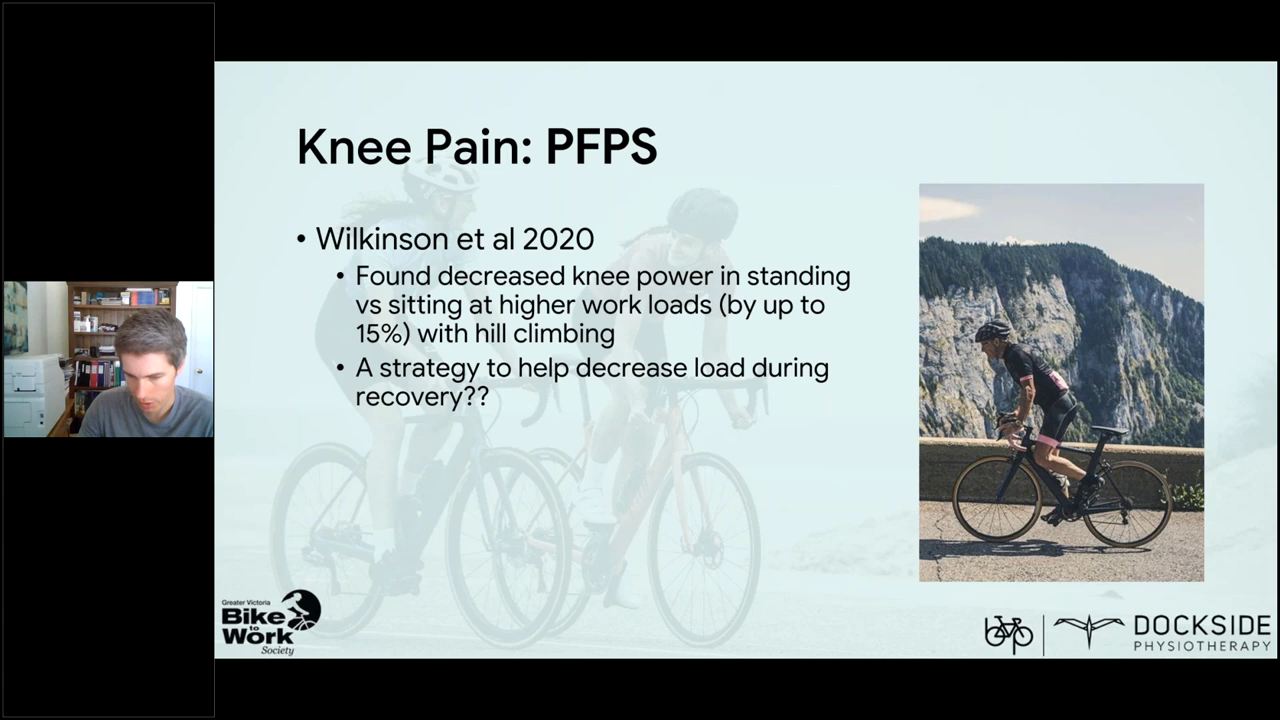 Knee Pain: PFPS
• Wilkinson et al 2020
• Found decreased knee power in standing
vs sitting at higher work loads (by up to
15%) with hill climbing
• A strategy to help decrease load during
recovery??
Greater Victoria
Bike
to
Work
Society
DOCKSIDE
PHYSIOTHERAPY